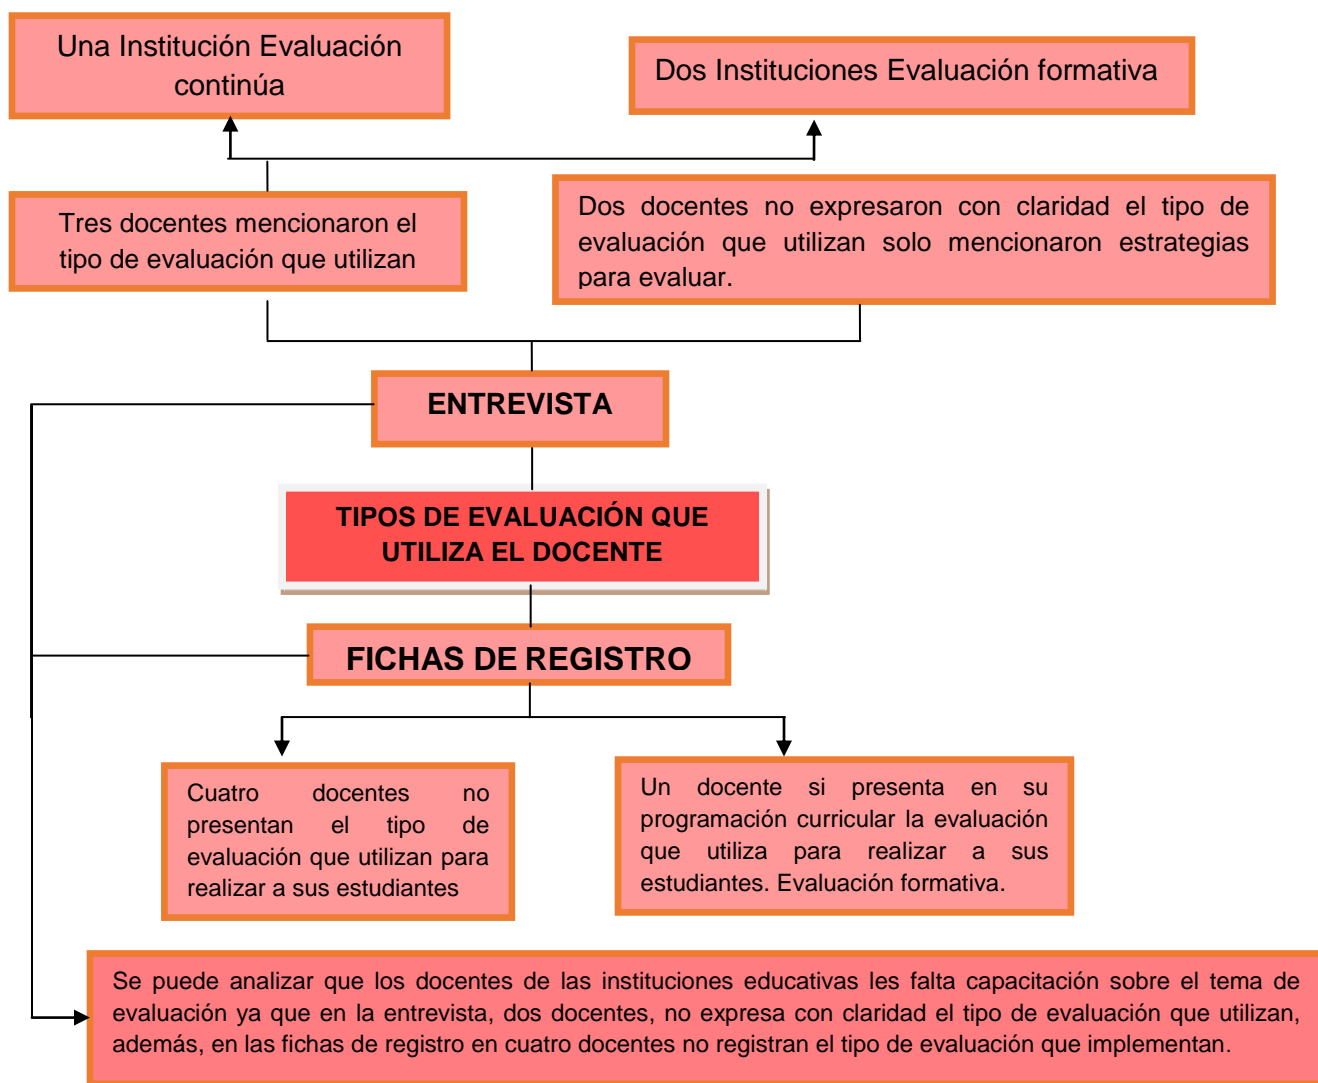 Una Institución Evaluación
continúa
Dos Instituciones Evaluación formativa
Tres docentes mencionaron el
tipo de evaluación que utilizan
Dos docentes no expresaron con claridad el tipo de
evaluación que utilizan solo mencionaron estrategias
para evaluar.
ENTREVISTA
TIPOS DE EVALUACIÓN QUE
UTILIZA EL DOCENTE
FICHAS DE REGISTRO
Cuatro docentes no
presentan el tipo de
evaluación que utilizan para
realizar a sus estudiantes
Un docente si presenta en su
programación curricular la evaluación
que utiliza para realizar a sus
estudiantes. Evaluación formativa.
Se puede analizar que los docentes de las instituciones educativas les falta capacitación sobre el tema de
evaluación ya que en la entrevista, dos docentes, no expresa con claridad el tipo de evaluación que utilizan,
además, en las fichas de registro en cuatro docentes no registran el tipo de evaluación que implementan.